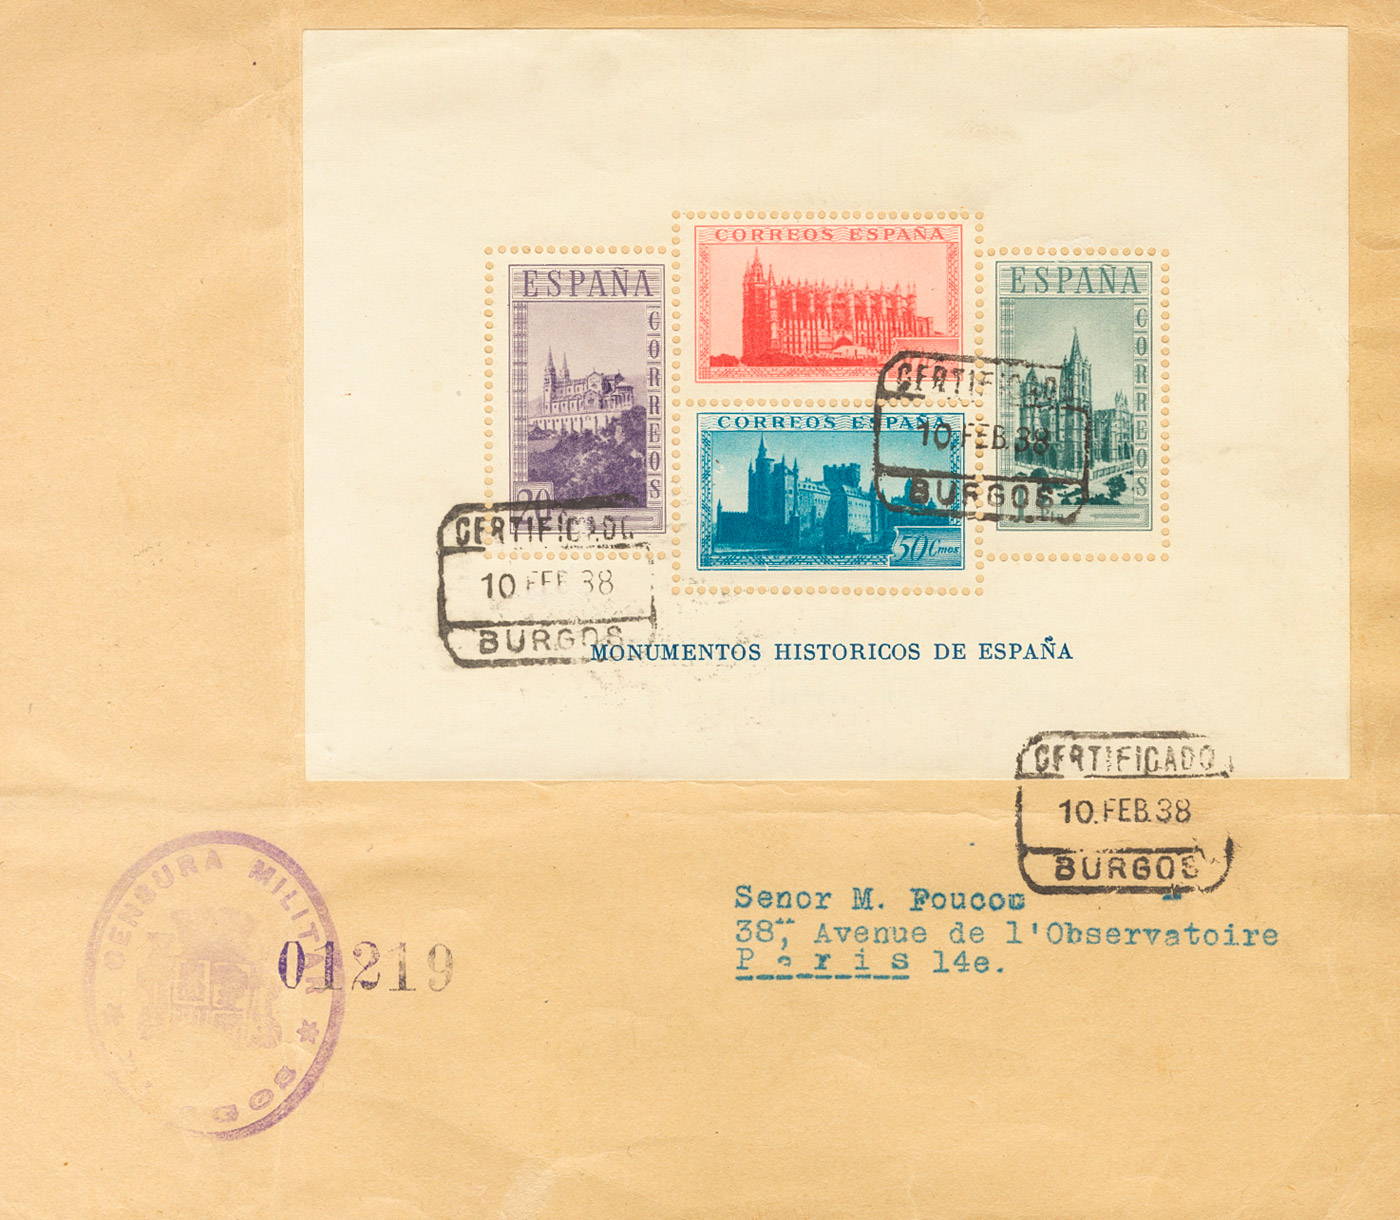 CORREOS ESPAÑA
ESPAÑA
CORREOS
ESPAÑA
CORREOS
CORREOS ESPAÑA
50 Cmos
20
CERTIFICADO
10 FEB 38
BURGOS
CERTIFICADO
10 FEB. 38
BURGOS
MONUMENTOS HISTORICOS DE ESPAÑA
CERTIFICADO
10. FEB. 38
BURGOS
CENSURA MILITAR
01219
Senor M. Poucou
38", Avenue de l'Observatoire
Paris 14e.